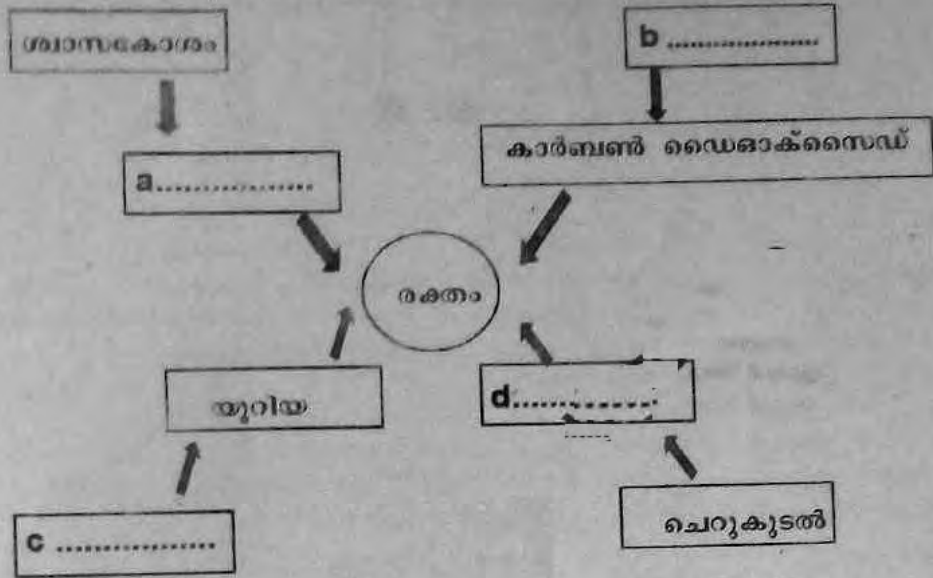 ശ്വാസകോശം
b ....................
കാർബൺ ഡൈഓക്സൈഡ്
a..................
രക്തം
യൂറിയ
d..................
ചെറുകുടൽ
c ..................